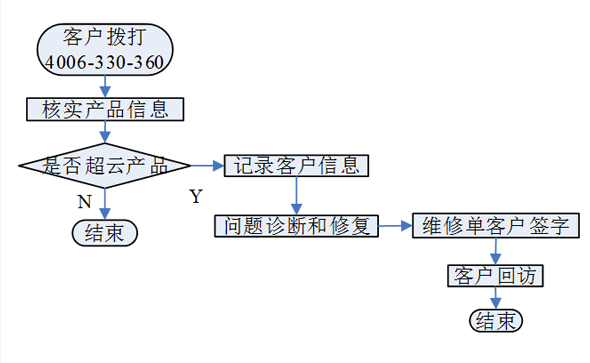 客户拨打
4006-330-360
核实产品信息
是否超云产品
N
Y
结束
记录客户信息
问题诊断和修复
维修单客户签字
客户回访
结束